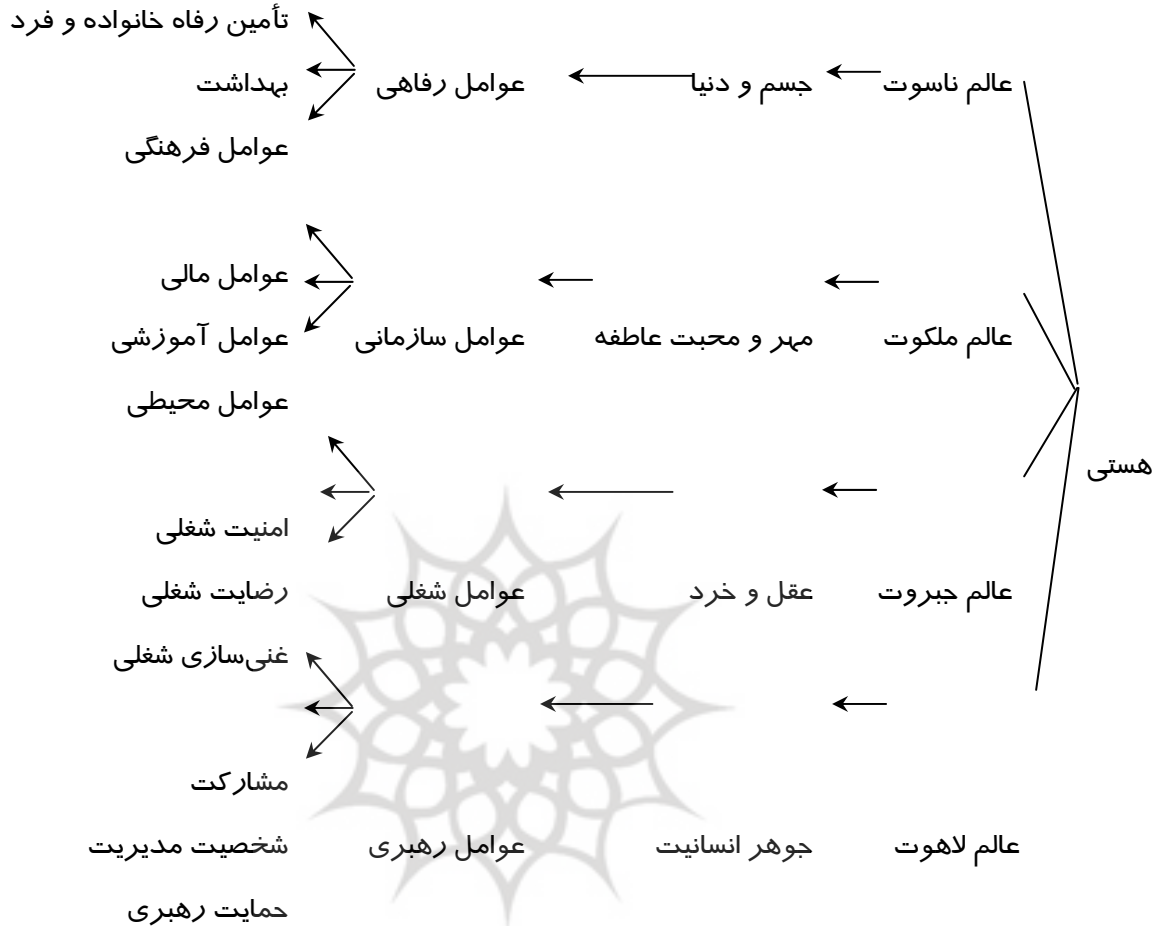 تأمین رفاه خانواده و فرد
عالم ناسوت جسم و دنیا عوامل رفاهی بهداشت
عوامل فرهنگی
عوامل مالی
عالم ملکوت مهر و محبت عاطفه عوامل سازمانی عوامل آموزشی
عوامل محیطی
هستی
امنیت شغلی
عالم جبروت عقل و خرد عوامل شغلی رضایت شغلی
غنی‌سازی شغلی
مشارکت
عالم لاهوت جوهر انسانیت عوامل رهبری شخصیت مدیریت
حمایت رهبری